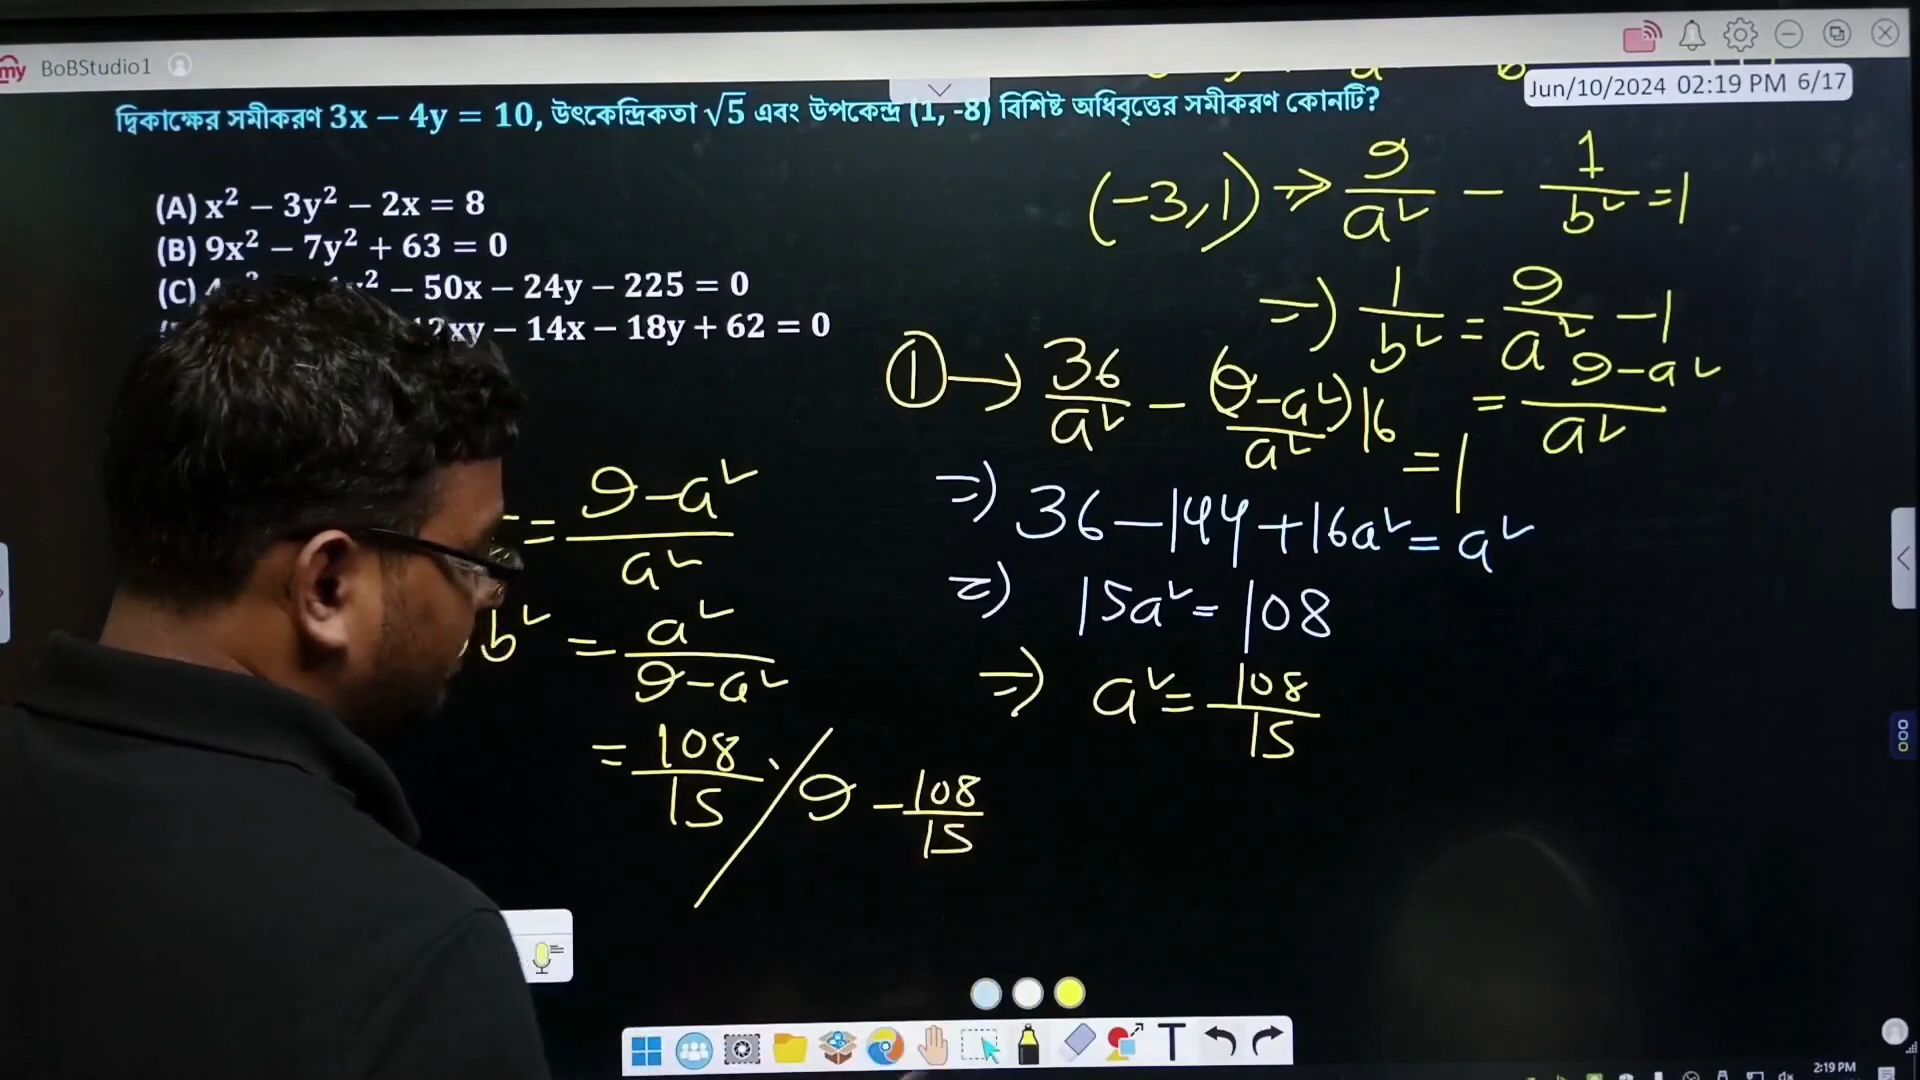 my BoBStudio1
Jun/10/2024 02:19 PM 6/17
দ্বিকাক্ষের সমীকরণ 3x − 4y = 10, উৎকেন্দ্রিকতা √5 এবং উপকেন্দ্র (1, -8) বিশিষ্ট অধিবৃত্তের সমীকরণ কোনটি?
(A) x² − 3y² − 2x = 8
(B) 9x² − 7y² + 63 = 0
(C) 4 ² − 50x − 24y − 225 = 0
xy − 14x − 18y + 62 = 0
(-3,1) ⇒ 9/a² - 1/b² = 1
⇒ 1/b² = 9/a² - 1
= 9-a²/a²
① → 36/a² - (9-a²)16/a² = 1
⇒ 36 - 144 + 16a² = a²
⇒ 15a² = 108
⇒ a² = 108/15
= 9-a²/a²
b² = a²/9-a²
= 108/15 / 9 - 108/15
T
2:19 PM